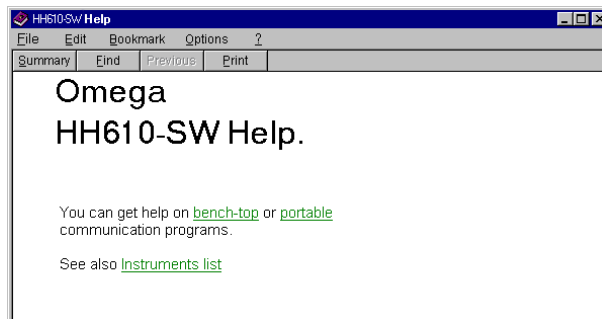 HH610-SW Help
File Edit Bookmark Options ?
Summary Find Previous Print
Omega
HH610-SW Help.
You can get help on bench-top or portable
communication programs.
See also Instruments list